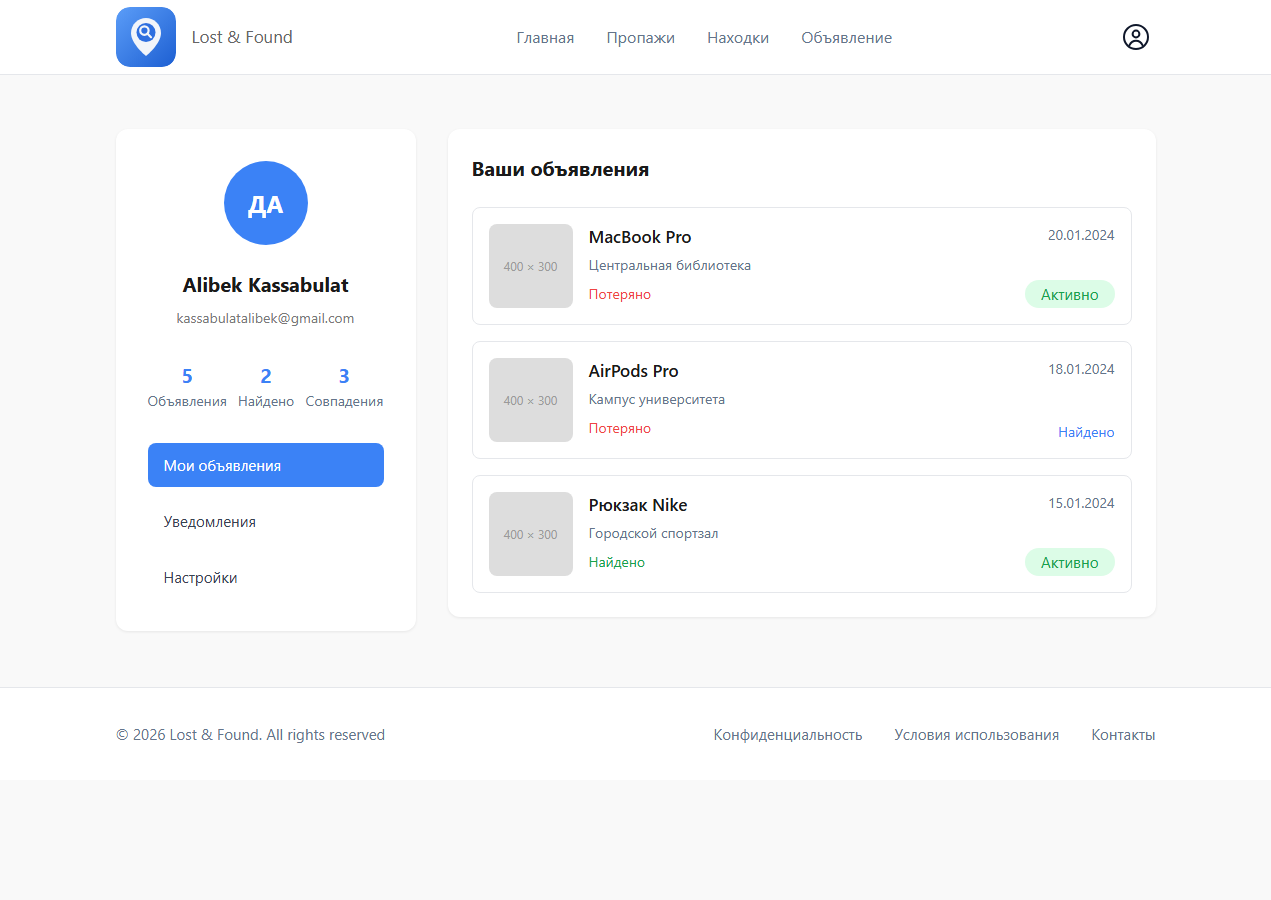 Lost & Found
Главная Пропажи Находки Объявление
ДА
Alibek Kassabulat
kassabulatalibek@gmail.com
5 2 3
Объявления Найдено Совпадения
Мои объявления
Уведомления
Настройки
Ваши объявления
400 × 300
MacBook Pro
20.01.2024
Центральная библиотека
Потеряно
Активно
400 × 300
AirPods Pro
18.01.2024
Кампус университета
Потеряно
Найдено
400 × 300
Рюкзак Nike
15.01.2024
Городской спортзал
Найдено
Активно
© 2026 Lost & Found. All rights reserved
Конфиденциальность Условия использования Контакты